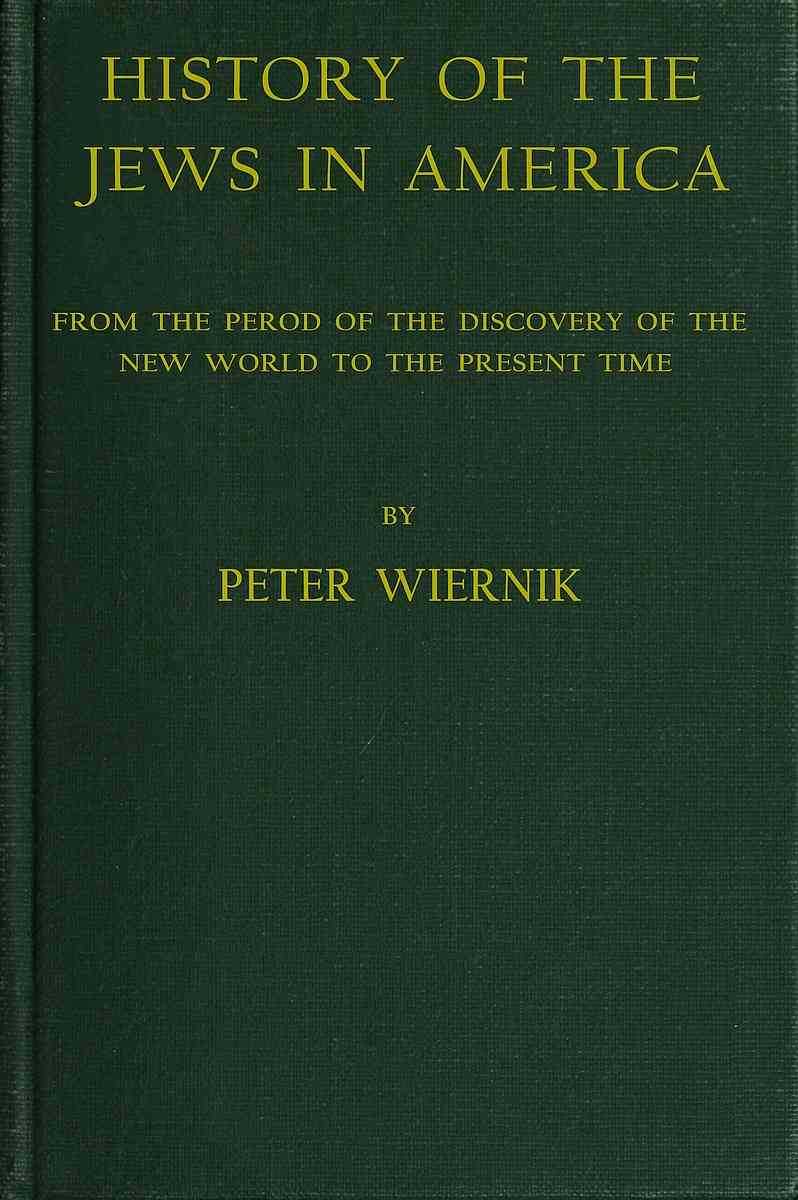 HISTORY OF THE
JEWS IN AMERICA
FROM THE PEROD OF THE DISCOVERY OF THE
NEW WORLD TO THE PRESENT TIME
BY
PETER WIERNIK